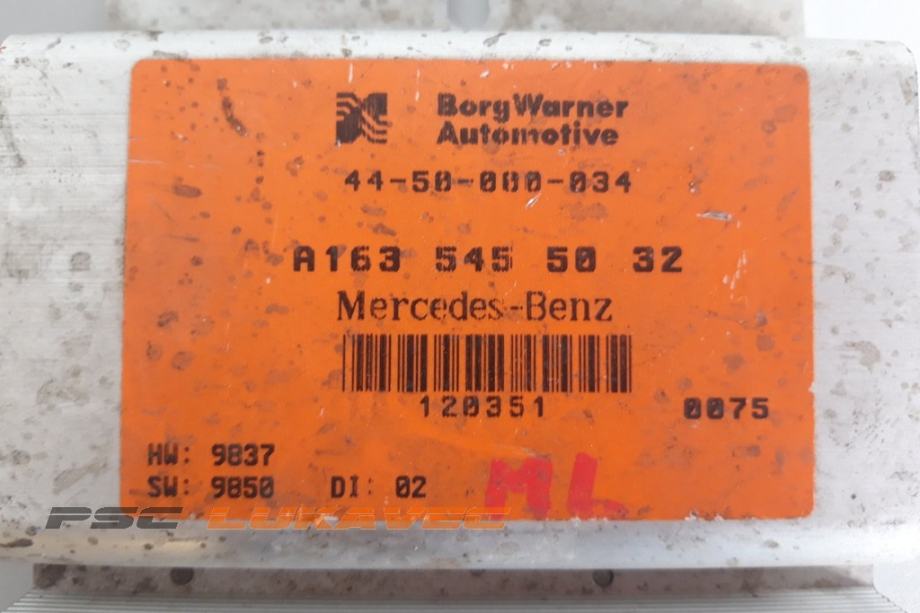 BorgWarner
Automotive
44-50-000-034
A163 545 50 32
Mercedes-Benz
120351 0075
HW: 9837
SW: 9850 DI: 02
ML
PSC LUKAVEC